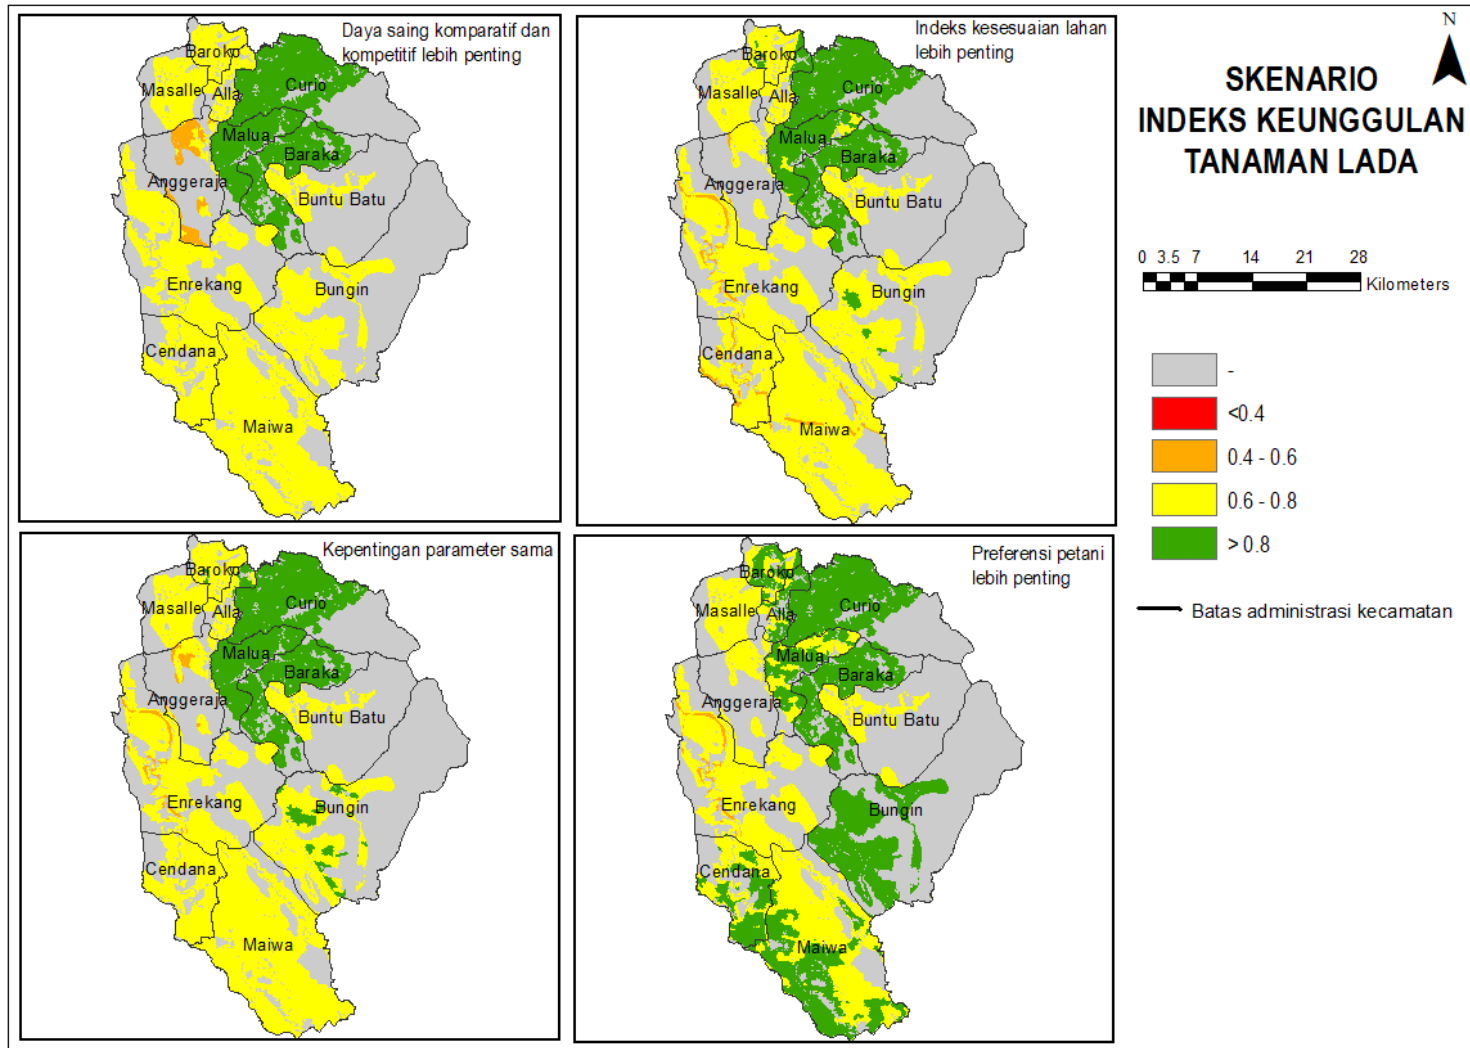 Daya saing komparatif dan
kompetitif lebih penting
Baroko
Masalle
Alla
Curio
Malua
Baraka
Anggeraja
Buntu Batu
Enrekang
Bungin
Cendana
Maiwa
Indeks kesesuaian lahan
lebih penting
Baroko
Masalle
Alla
Curio
Malua
Baraka
Anggeraja
Buntu Batu
Enrekang
Bungin
Cendana
Maiwa
N
SKENARIO
INDEKS KEUNGGULAN
TANAMAN LADA
0 3.5 7 14 21 28
Kilometers
-
<0.4
0.4 - 0.6
0.6 - 0.8
> 0.8
Batas administrasi kecamatan
Kepentingan parameter sama
Baroko
Masalle
Alla
Curio
Malua
Baraka
Anggeraja
Buntu Batu
Enrekang
Bungin
Cendana
Maiwa
Preferensi petani
lebih penting
Baroko
Masalle
Alla
Curio
Malua
Baraka
Anggeraja
Buntu Batu
Enrekang
Bungin
Cendana
Maiwa